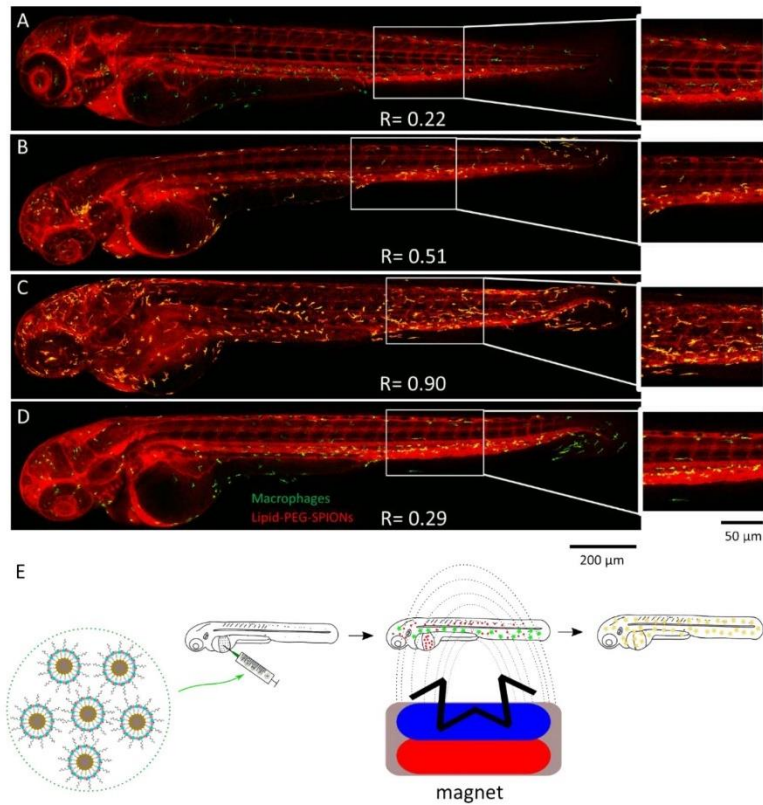 A
R= 0.22
B
R= 0.51
C
R= 0.90
D
Macrophages
Lipid-PEG-SPIONs
R= 0.29
200 µm
50 µm
E
N
magnet